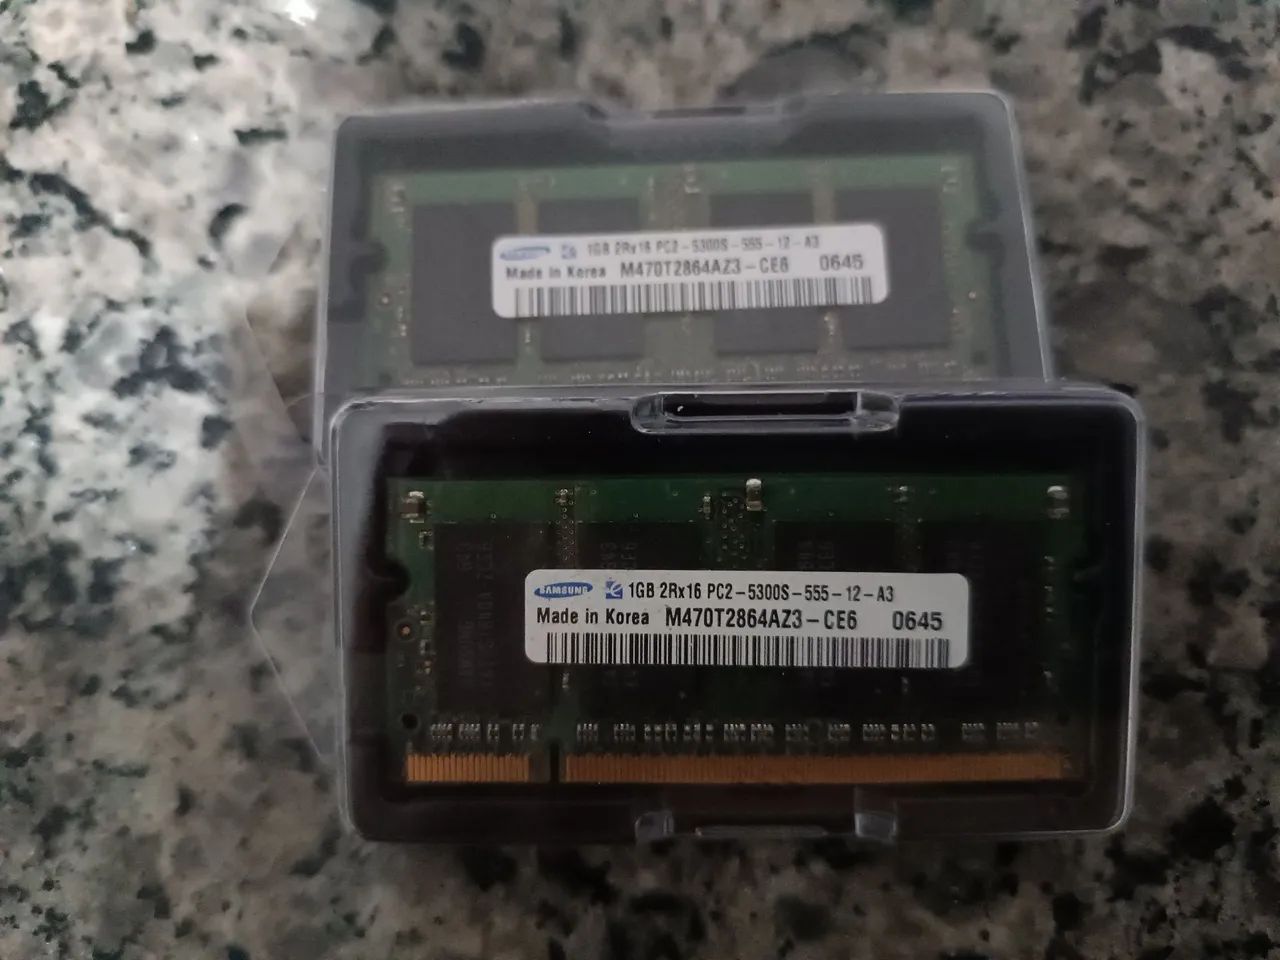 SAMSUNG 1GB 2Rx16 PC2-5300S-555-12-A3
Made in Korea M470T2864AZ3-CE6 0645
SAMSUNG 1GB 2Rx16 PC2-5300S-555-12-A3
Made in Korea M470T2864AZ3-CE6 0645